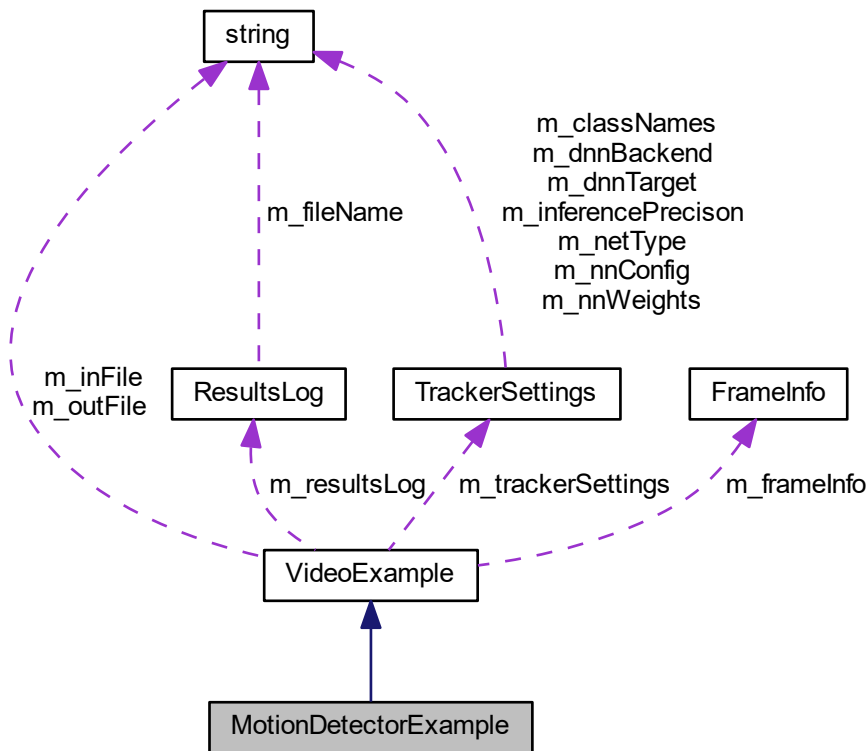 string
m_classNames
m_dnnBackend
m_dnnTarget
m_inferencePrecison
m_netType
m_nnConfig
m_nnWeights
m_fileName
m_inFile
m_outFile
ResultsLog
TrackerSettings
FrameInfo
m_resultsLog
m_trackerSettings
m_frameInfo
VideoExample
MotionDetectorExample